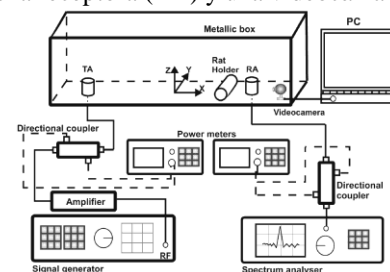 Metallic box
PC
TA
Z
Y
X
Rat
Holder
RA
Videocamera
Directional coupler
Power meters
Directional
coupler
Amplifier
RF
Signal generator
Spectrum analyser